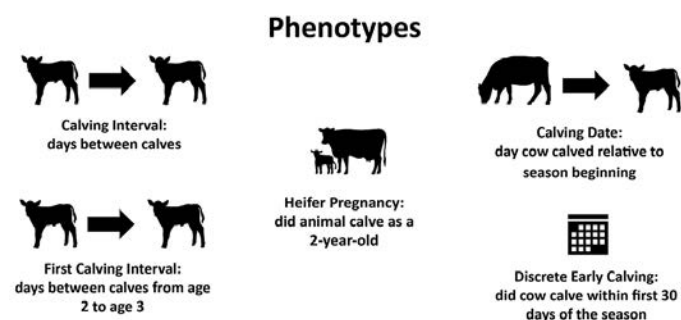 Phenotypes
Calving Interval:
days between calves
First Calving Interval:
days between calves from age
2 to age 3
Heifer Pregnancy:
did animal calve as a
2-year-old
Calving Date:
day cow calved relative to
season beginning
Discrete Early Calving:
did cow calve within first 30
days of the season